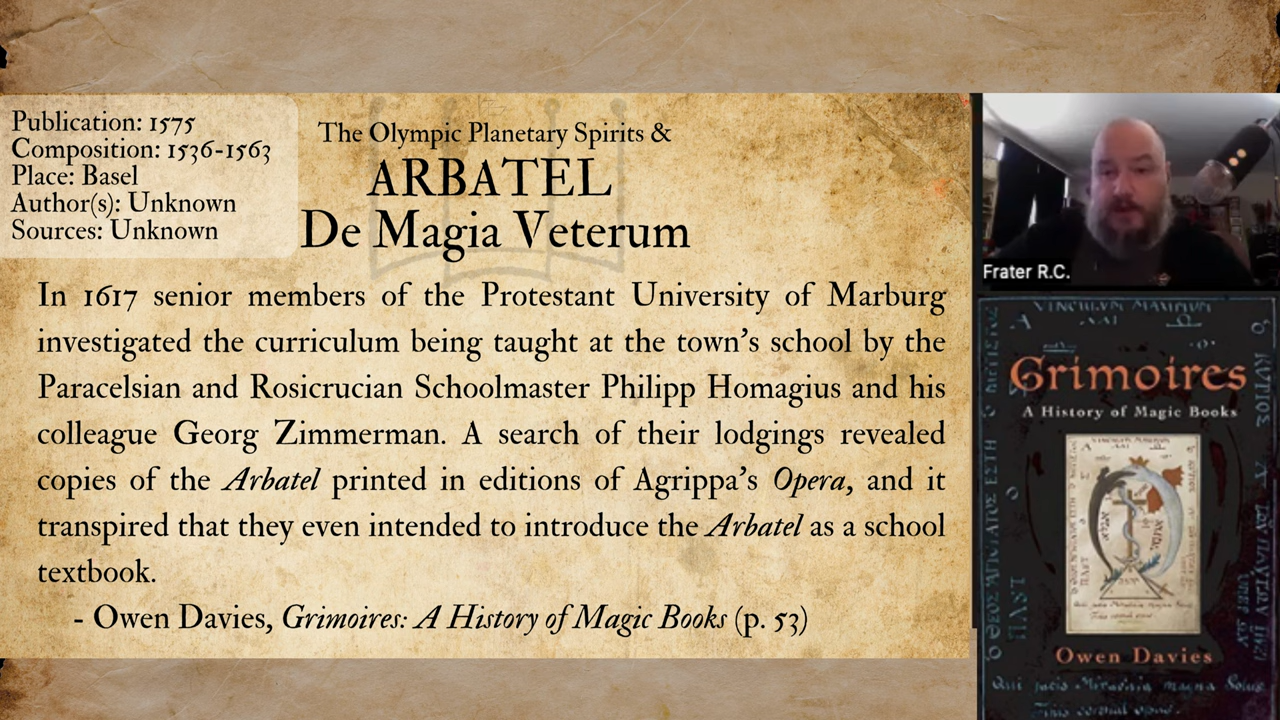 Publication: 1575
Composition: 1536-1563
Place: Basel
Author(s): Unknown
Sources: Unknown
The Olympic Planetary Spirits &
ARBATEL
De Magia Veterum
In 1617 senior members of the Protestant University of Marburg
investigated the curriculum being taught at the town's school by the
Paracelsian and Rosicrucian Schoolmaster Philipp Homagius and his
colleague Georg Zimmerman. A search of their lodgings revealed
copies of the Arbatel printed in editions of Agrippa's Opera, and it
transpired that they even intended to introduce the Arbatel as a school
textbook.
- Owen Davies, Grimoires: A History of Magic Books (p. 53)
Frater R.C.
VINCULVM MAXIMVM
Grimoires
A History of Magic Books
Owen Davies
magna